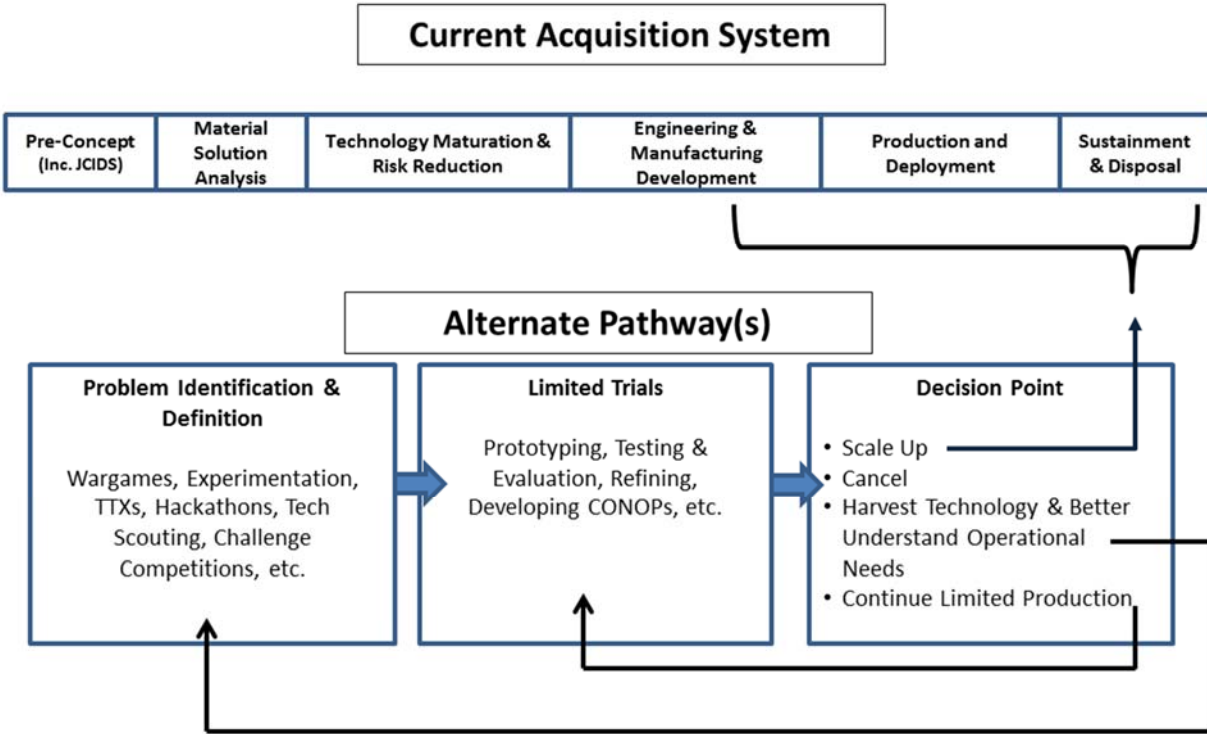 Current Acquisition System
Pre-Concept
(Inc. JCIDS)
Material
Solution
Analysis
Technology Maturation &
Risk Reduction
Engineering &
Manufacturing
Development
Production and
Deployment
Sustainment
& Disposal
Alternate Pathway(s)
Problem Identification &
Definition
Wargames, Experimentation,
TTXs, Hackathons, Tech
Scouting, Challenge
Competitions, etc.
Limited Trials
Prototyping, Testing &
Evaluation, Refining,
Developing CONOPs, etc.
Decision Point
• Scale Up
• Cancel
• Harvest Technology & Better
Understand Operational
Needs
• Continue Limited Production